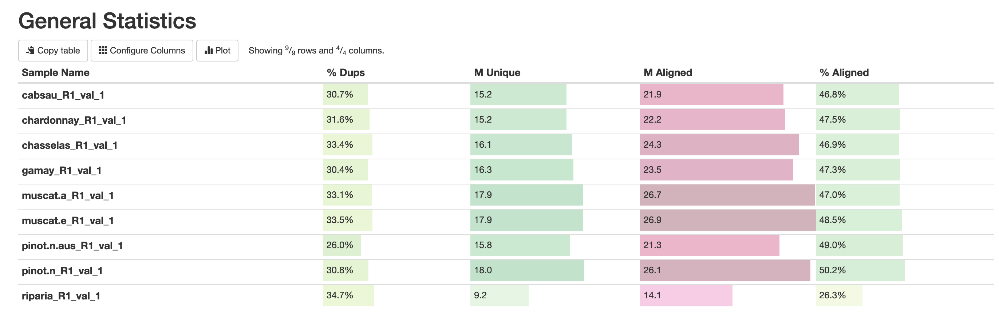 General Statistics
Copy table Configure Columns Plot Showing 9/9 rows and 4/4 columns.
Sample Name % Dups M Unique M Aligned % Aligned
cabsau_R1_val_1 30.7% 15.2 21.9 46.8%
chardonnay_R1_val_1 31.6% 15.2 22.2 47.5%
chasselas_R1_val_1 33.4% 16.1 24.3 46.9%
gamay_R1_val_1 30.4% 16.3 23.5 47.3%
muscat.a_R1_val_1 33.1% 17.9 26.7 47.0%
muscat.e_R1_val_1 33.5% 17.9 26.9 48.5%
pinot.n.aus_R1_val_1 26.0% 15.8 21.3 49.0%
pinot.n_R1_val_1 30.8% 18.0 26.1 50.2%
riparia_R1_val_1 34.7% 9.2 14.1 26.3%